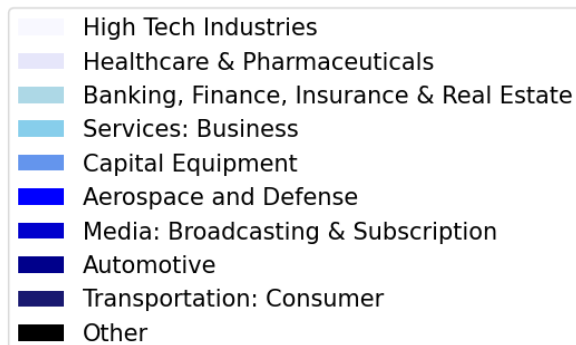 High Tech Industries
Healthcare & Pharmaceuticals
Banking, Finance, Insurance & Real Estate
Services: Business
Capital Equipment
Aerospace and Defense
Media: Broadcasting & Subscription
Automotive
Transportation: Consumer
Other